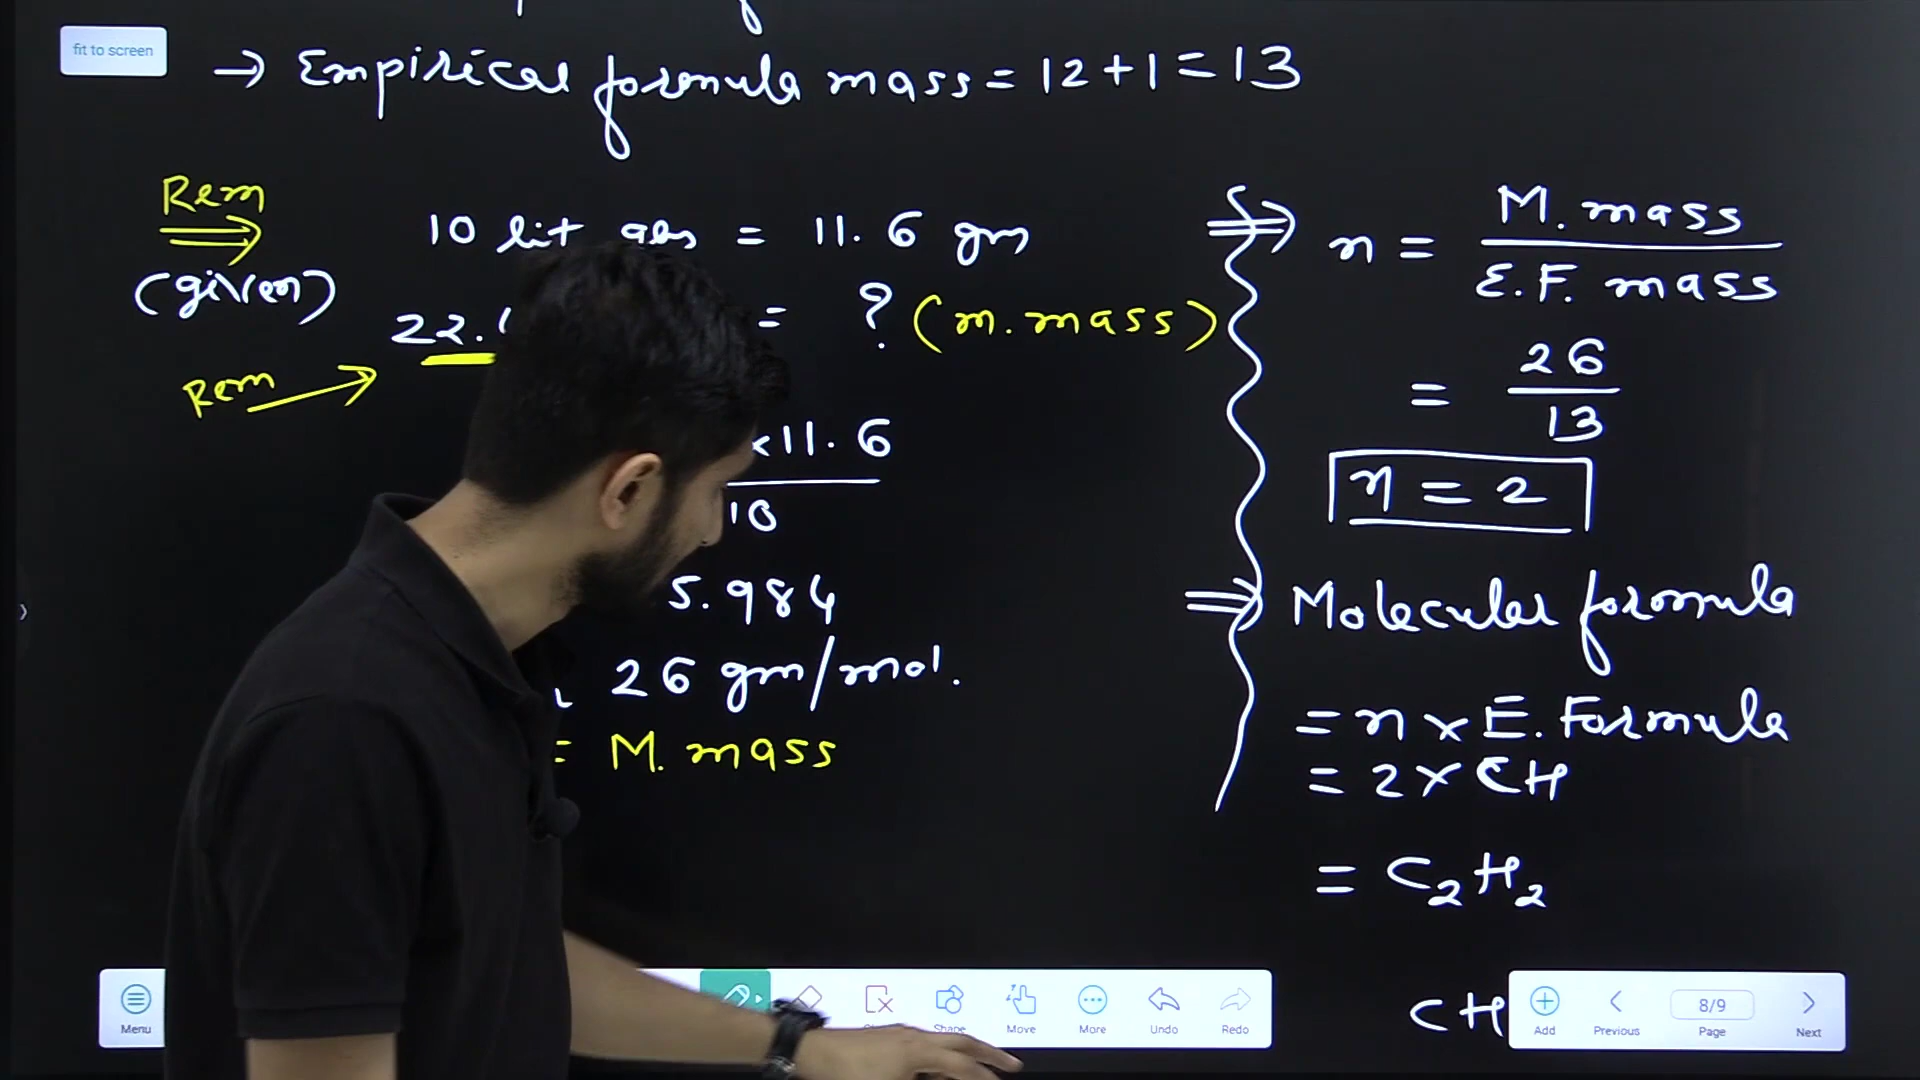 fit to screen
→ Empirical formula mass = 12 + 1 = 13
Rem
(given)
10 lit gas = 11.6 gm
22. = ? (m. mass)
Rem
×11.6
10
5.984
26 gm/mol.
= M. mass
⇒ n = M. mass
E.F. mass
= 26
13
n = 2
⇒ Molecular formula
= n × E. Formula
= 2 × CH
= C₂H₂
CH
Menu
Shape
Move
More
Undo
Redo
Add
Previous
8/9
Page
Next